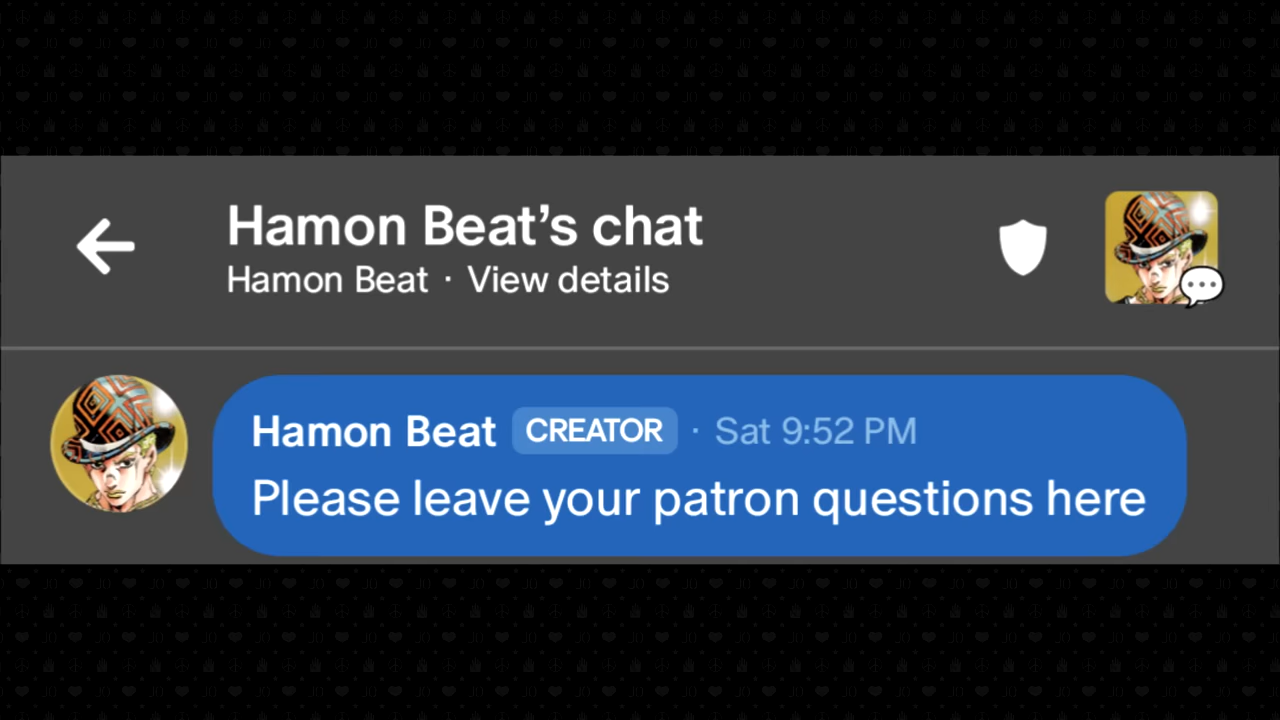 Hamon Beat’s chat
Hamon Beat · View details
Hamon Beat CREATOR · Sat 9:52 PM
Please leave your patron questions here